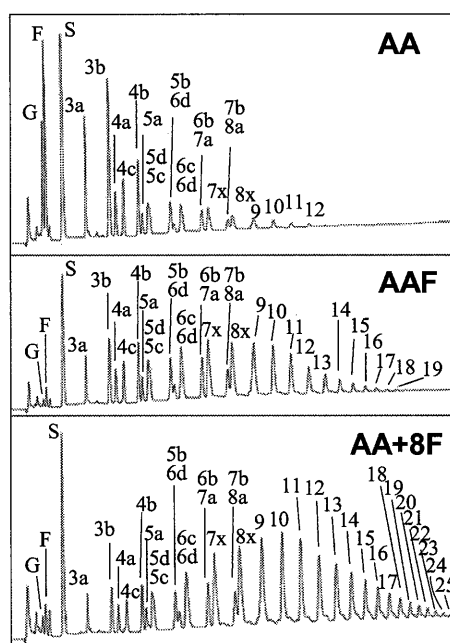 AA
F S
3b
G 4b 5b 6d 7b
3a 4a 5a 6b 8a
7a
4c 5d 5c 6c 6d 7x 8x
9 10 11 12
AAF
S
3b 4b 5b 6d 6b 7a 7b 8a
F 4a 5a 6c 9 10 14
G 3a 4c 5d 5c 6d 7x 8x 11 12 13 15 16 17 18 19
AA+8F
S
5b 6d 6b 7a 7b 8a 18 19 20 21 22 23 24 25
3b 4b 5a 6c 6d 7x 8x 9 10 11 12 13 14 15 16 17
G F 3a 4a 4c 5d 5c